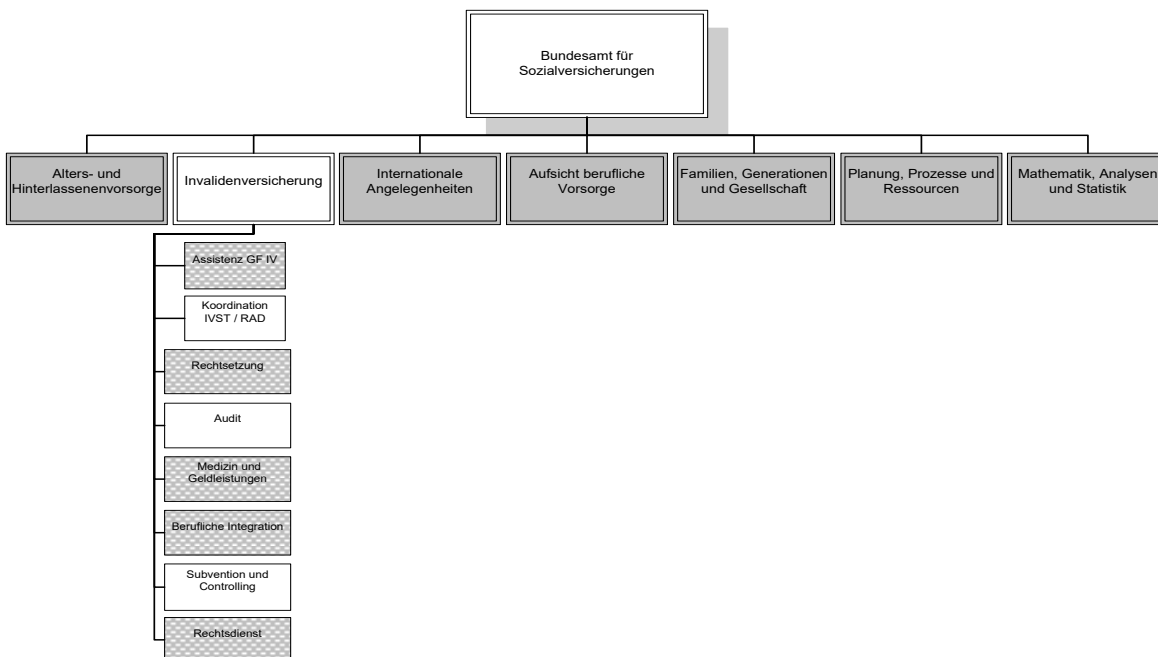 Bundesamt für
Sozialversicherungen
Alters- und
Hinterlassenenvorsorge
Invalidenversicherung
Internationale
Angelegenheiten
Aufsicht berufliche
Vorsorge
Familien, Generationen
und Gesellschaft
Planung, Prozesse und
Ressourcen
Mathematik, Analysen
und Statistik
Assistenz GF IV
Koordination
IVST / RAD
Rechtsetzung
Audit
Medizin und
Geldleistungen
Berufliche Integration
Subvention und
Controlling
Rechtsdienst